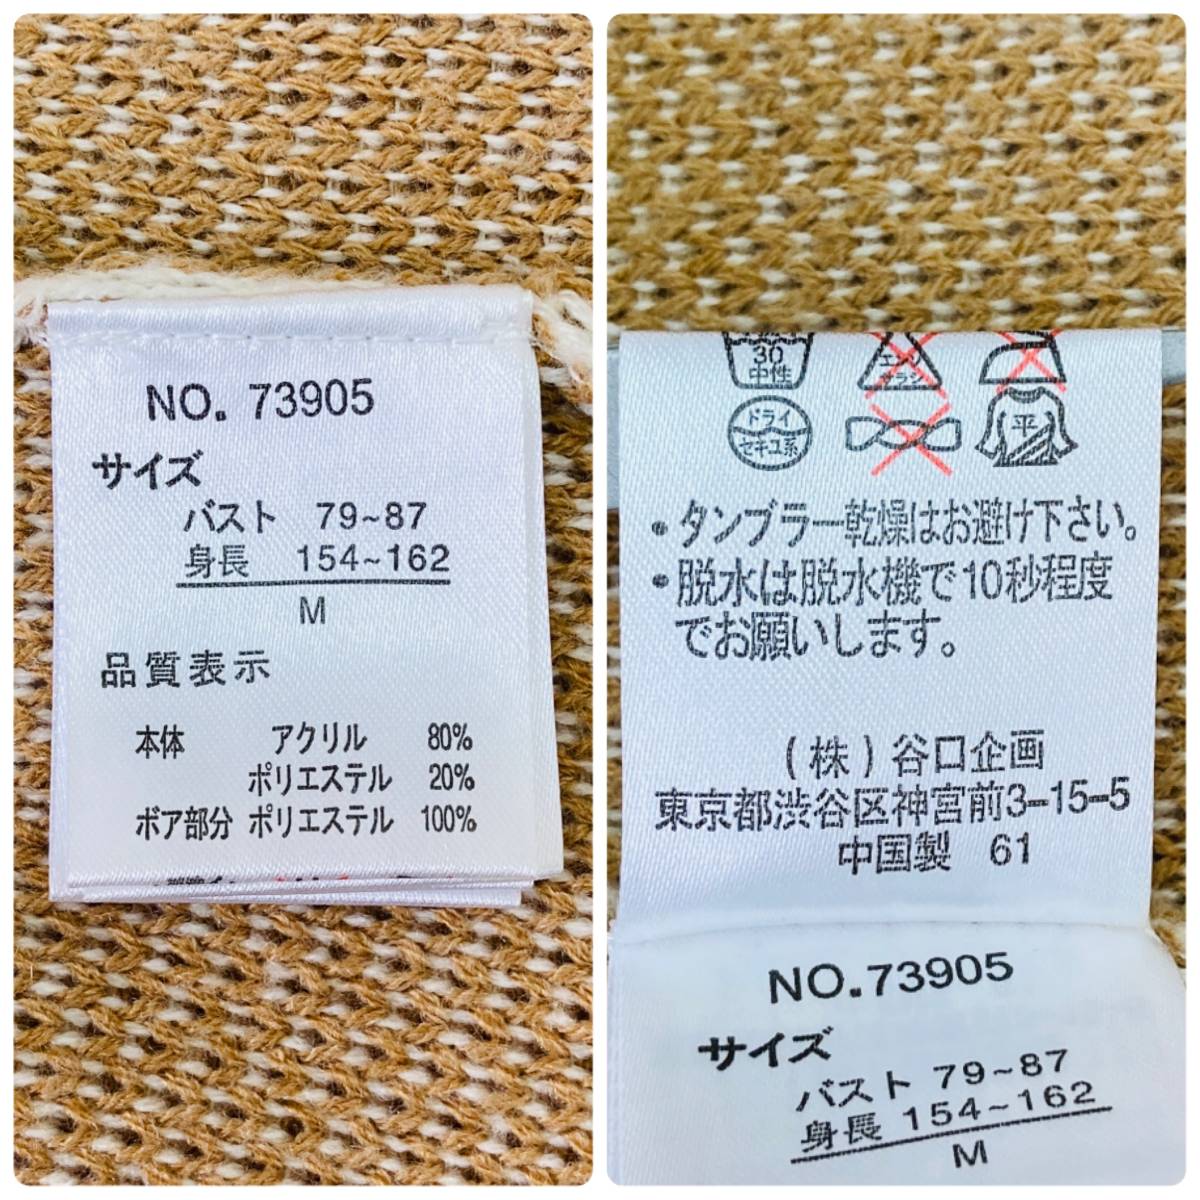 NO. 73905
サイズ
バスト 79~87
身長 154~162
M
品質表示
本体 アクリル 80%
ポリエステル 20%
ボア部分 ポリエステル 100%
30
中性
エンソ
サラシ
ドライ
セキユ系
平
・タンブラー乾燥はお避け下さい。
・脱水は脱水機で10秒程度
でお願いします。
(株)谷口企画
東京都渋谷区神宮前3-15-5
中国製 61
NO.73905
サイズ
バスト 79~87
身長 154~162
M